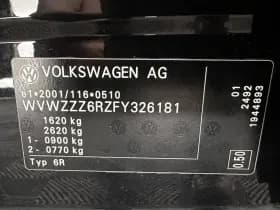 VOLKSWAGEN AG
61*2001/116*0510
WVWZZZ6RZFY326181
1620 kg
2620 kg
1- 0900 kg
2- 0770 kg
Typ 6R
01
2492
1944893
0.50